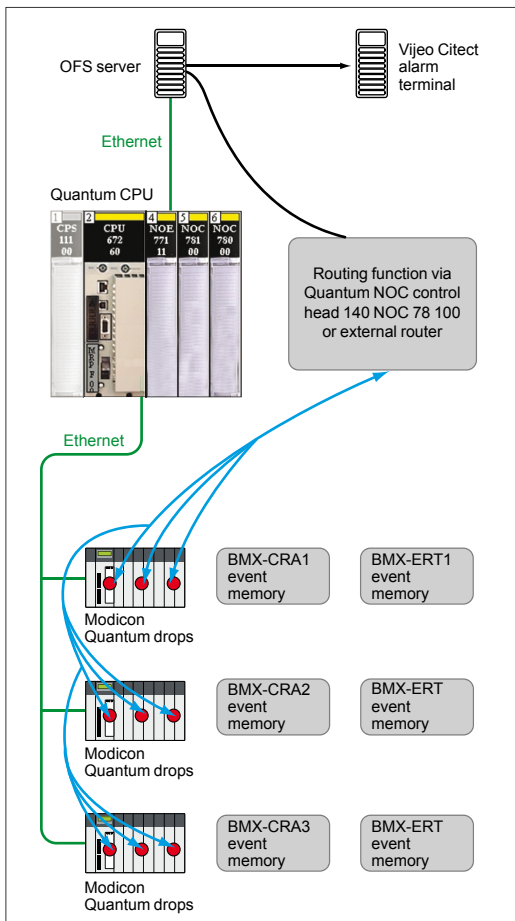 OFS server
Vijeo Citect
alarm
terminal
Ethernet
Quantum CPU
1 2 4 5 6
CPS CPU NOE NOC NOC
111 672 771 781 780
00 60 11 00 00
Routing function via
Quantum NOC control
head 140 NOC 78 100
or external router
Ethernet
BMX-CRA1
event
memory
BMX-ERT1
event
memory
Modicon
Quantum drops
BMX-CRA2
event
memory
BMX-ERT
event
memory
Modicon
Quantum drops
BMX-CRA3
event
memory
BMX-ERT
event
memory
Modicon
Quantum drops